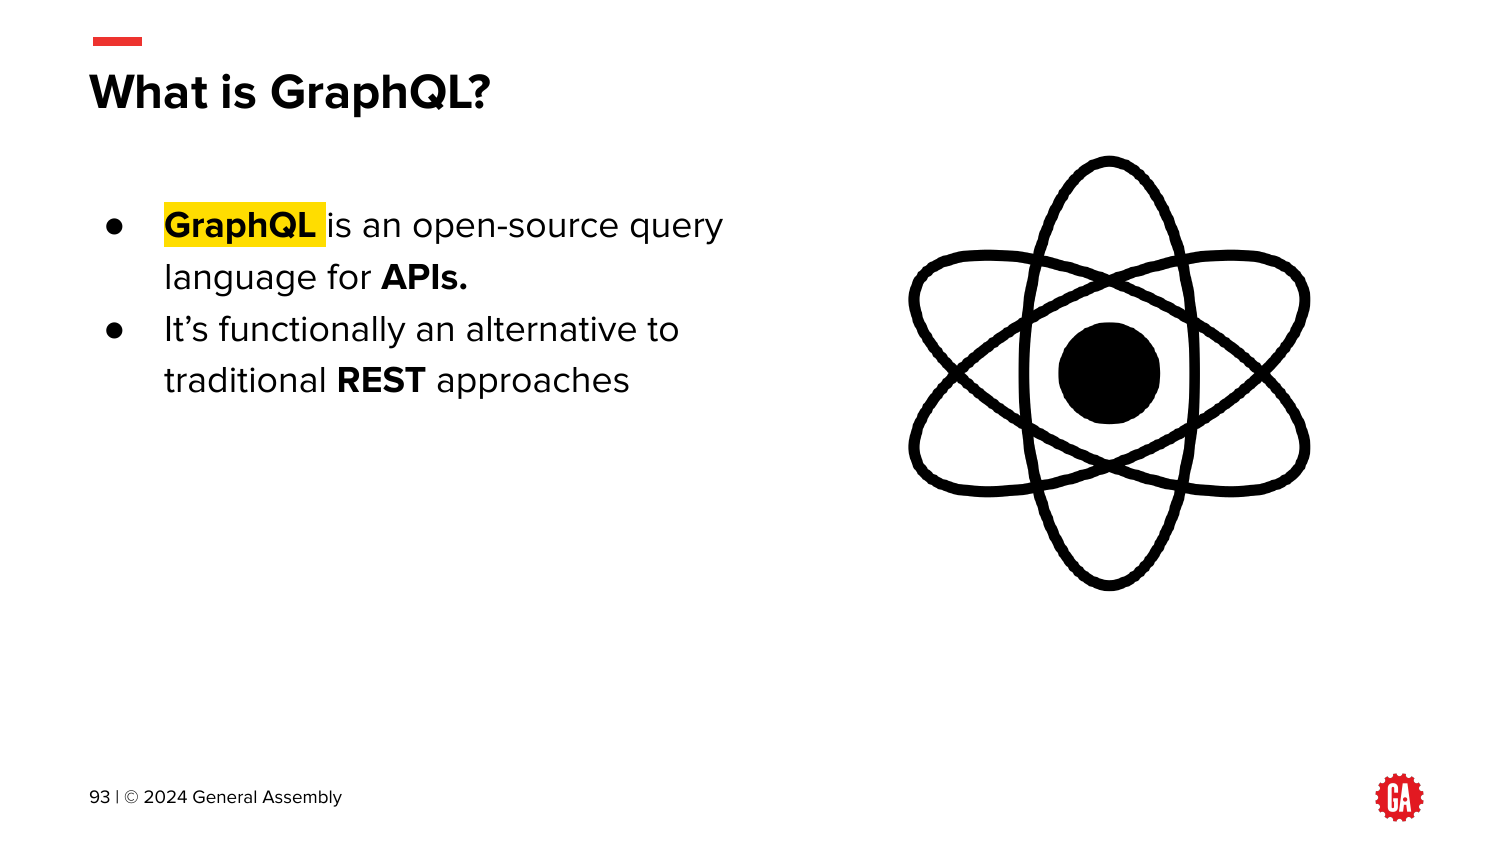 What is GraphQL?
● GraphQL is an open-source query
language for APIs.
● It’s functionally an alternative to
traditional REST approaches
93 | © 2024 General Assembly
GA